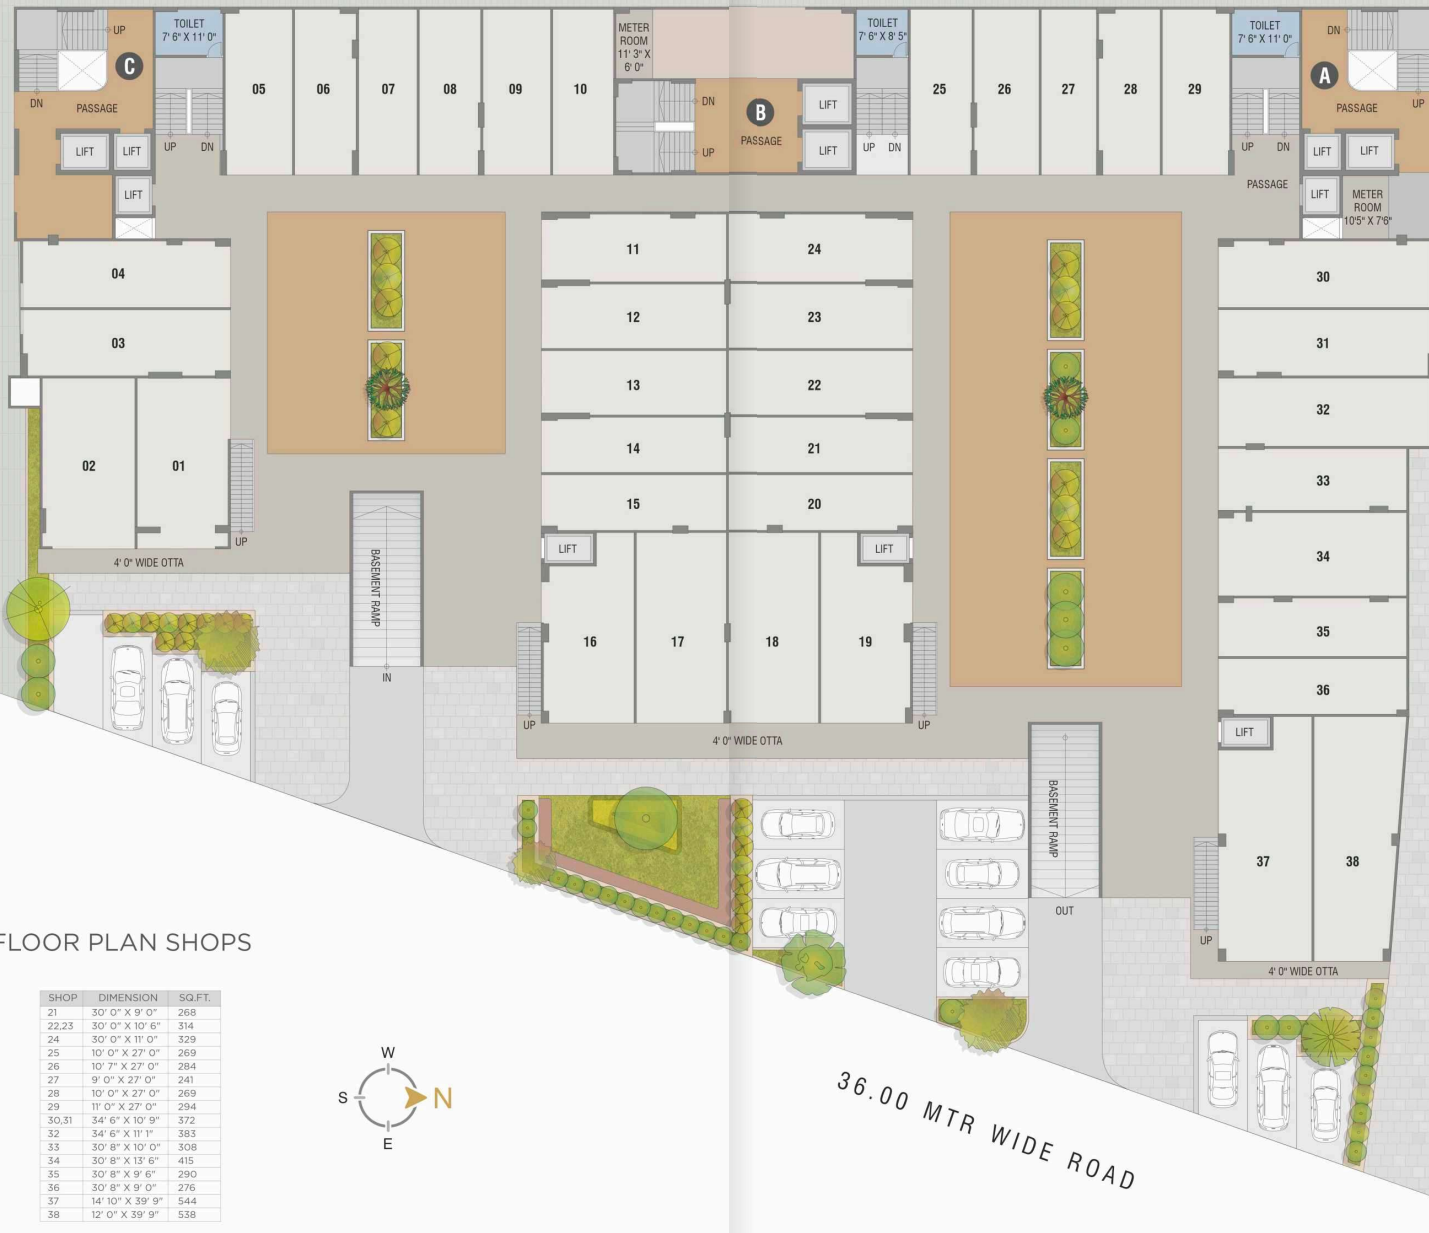 TOILET
7' 6" X 11' 0"
UP
C
DN
PASSAGE
LIFT
LIFT
LIFT
UP
DN
05
06
07
08
09
10
METER
ROOM
11' 3" X
6' 0"
DN
UP
B
PASSAGE
LIFT
LIFT
TOILET
7' 6" X 8' 5"
UP
DN
25
26
27
28
29
TOILET
7' 6" X 11' 0"
UP
DN
PASSAGE
DN
A
PASSAGE
UP
LIFT
LIFT
LIFT
METER
ROOM
10'5" X 7'6"
04
03
02
01
UP
4' 0" WIDE OTTA
BASEMENT RAMP
IN
11
24
12
23
13
22
14
21
15
20
LIFT
LIFT
16
17
18
19
UP
UP
4' 0" WIDE OTTA
30
31
32
33
34
35
36
LIFT
37
38
UP
4' 0" WIDE OTTA
BASEMENT RAMP
OUT
FLOOR PLAN SHOPS
SHOP DIMENSION SQ.FT.
21 30' 0" X 9' 0" 268
22,23 30' 0" X 10' 6" 314
24 30' 0" X 11' 0" 329
25 10' 0" X 27' 0" 269
26 10' 7" X 27' 0" 284
27 9' 0" X 27' 0" 241
28 10' 0" X 27' 0" 269
29 11' 0" X 27' 0" 294
30,31 34' 6" X 10' 9" 372
32 34' 6" X 11' 1" 383
33 30' 8" X 10' 0" 308
34 30' 8" X 13' 6" 415
35 30' 8" X 9' 6" 290
36 30' 8" X 9' 0" 276
37 14' 10" X 39' 9" 544
38 12' 0" X 39' 9" 538
W
S
N
E
36.00 MTR WIDE ROAD